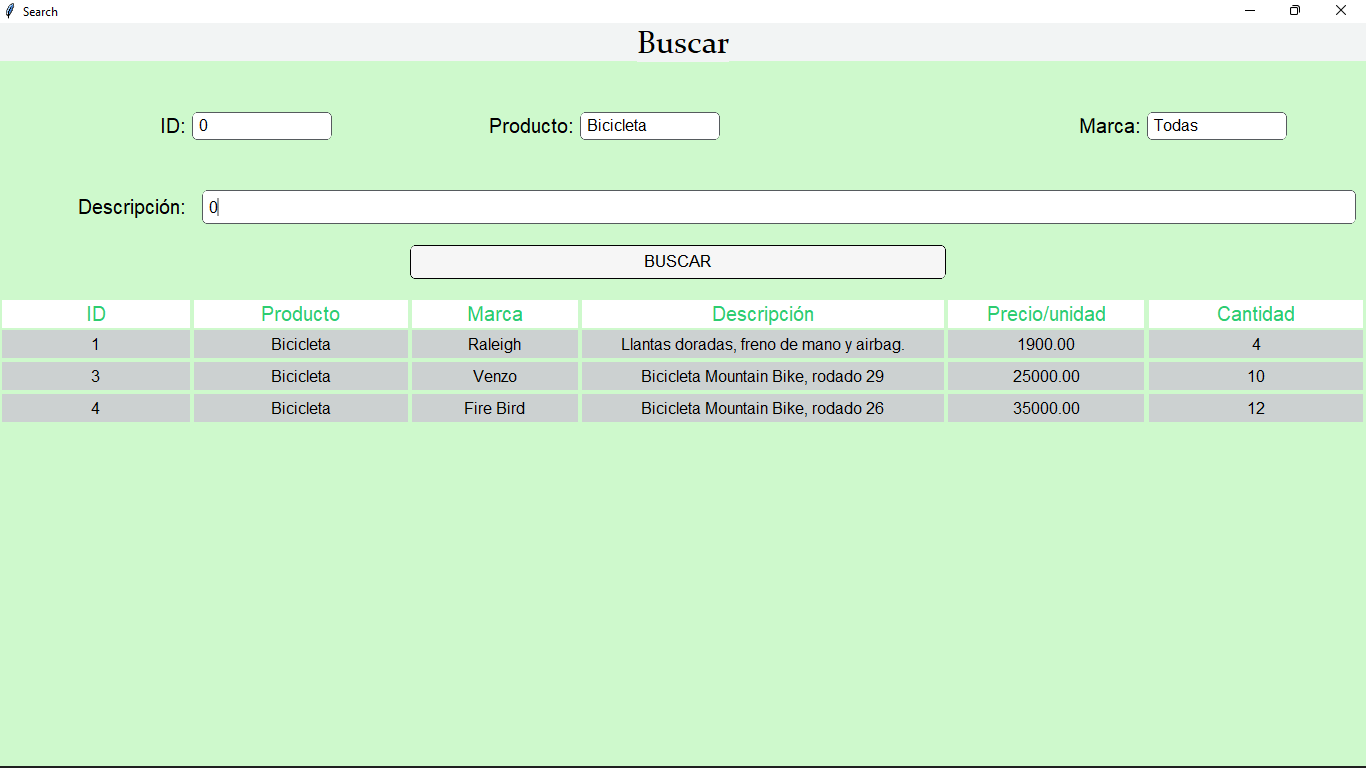 Search
Buscar
ID: 0 Producto: Bicicleta Marca: Todas
Descripción: 0
BUSCAR
ID Producto Marca Descripción Precio/unidad Cantidad
1 Bicicleta Raleigh Llantas doradas, freno de mano y airbag. 1900.00 4
3 Bicicleta Venzo Bicicleta Mountain Bike, rodado 29 25000.00 10
4 Bicicleta Fire Bird Bicicleta Mountain Bike, rodado 26 35000.00 12